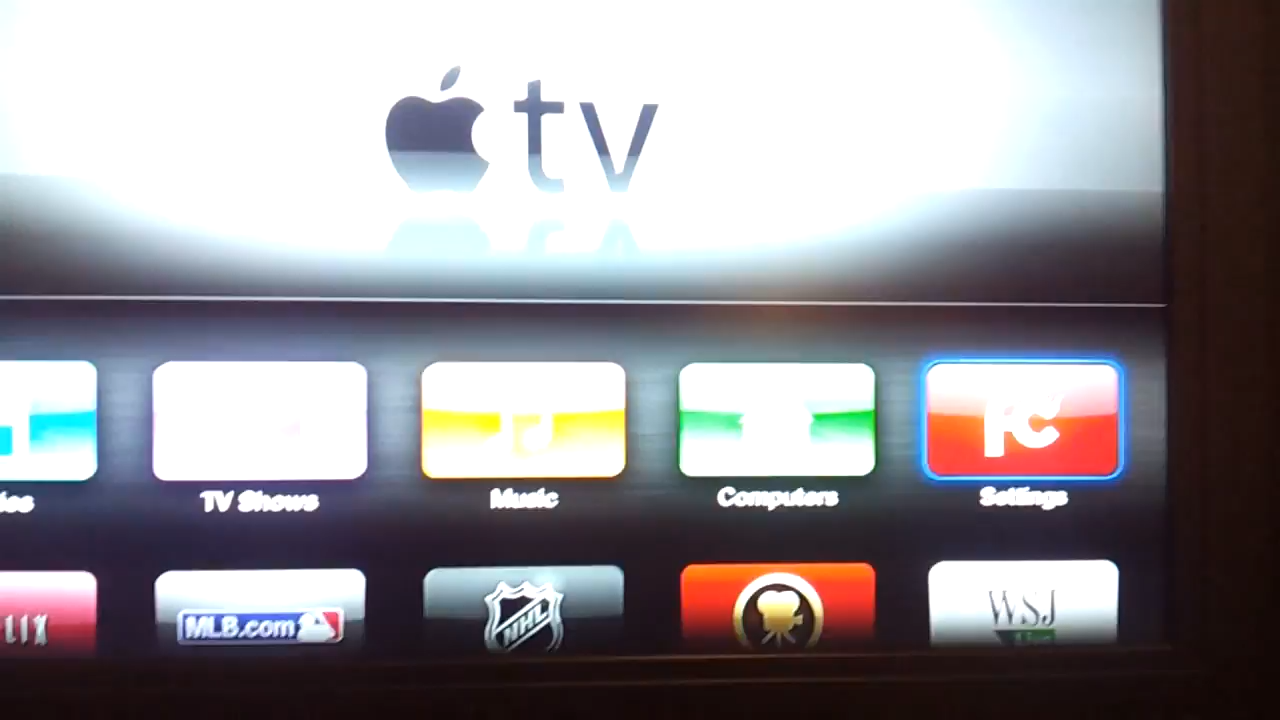 tv
TV Shows
Music
Computers
Settings
MLB.com
NHL
WSJ